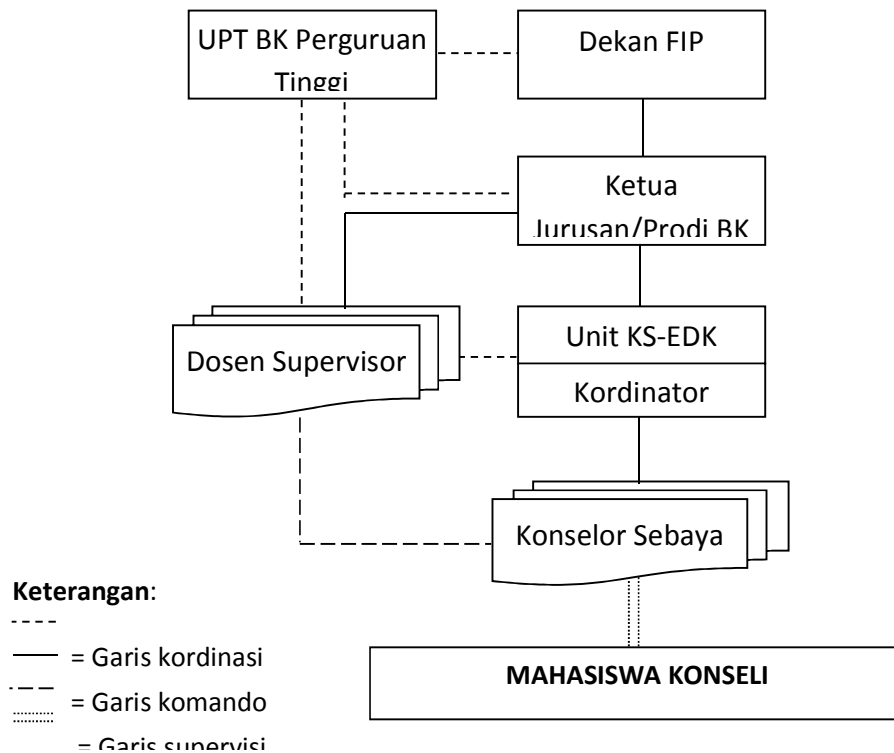 UPT BK Perguruan
Tinggi
Dekan FIP
Ketua
Jurusan/Prodi BK
Dosen Supervisor
Unit KS-EDK
Kordinator
Konselor Sebaya
Keterangan:
= Garis kordinasi
= Garis komando
= Garis supervisi
MAHASISWA KONSELI